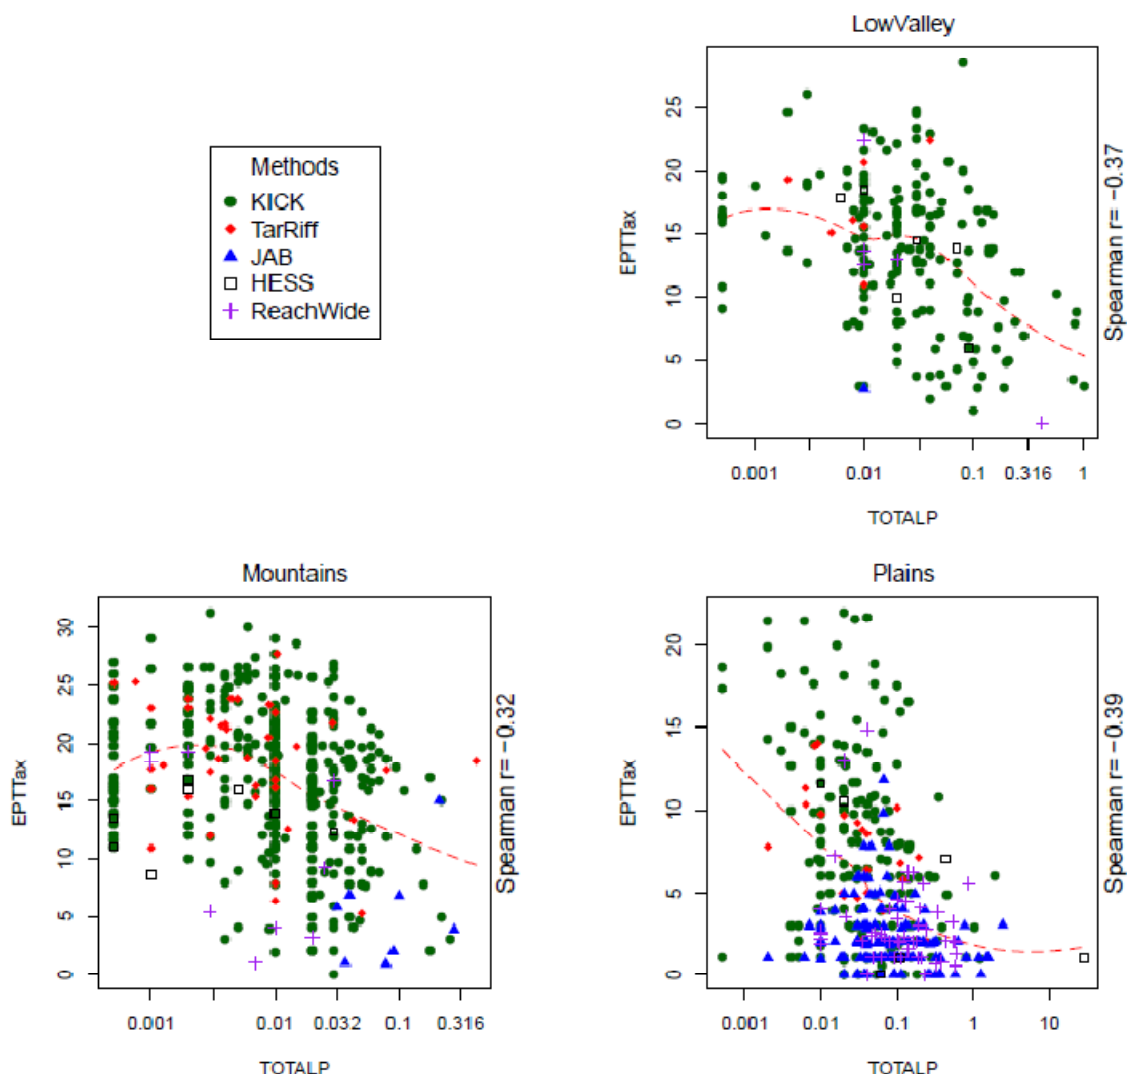 LowValley
Methods
KICK
TarRiff
JAB
HESS
ReachWide
EPTTax
25
20
15
10
5
0
0.001 0.01 0.1 0.316 1
TOTALP
Spearman r= −0.37
Mountains
EPTTax
30
25
20
15
10
5
0
0.001 0.01 0.032 0.1 0.316
TOTALP
Spearman r= −0.32
Plains
EPTTax
20
15
10
5
0
0.001 0.01 0.1 1 10
TOTALP
Spearman r= −0.39